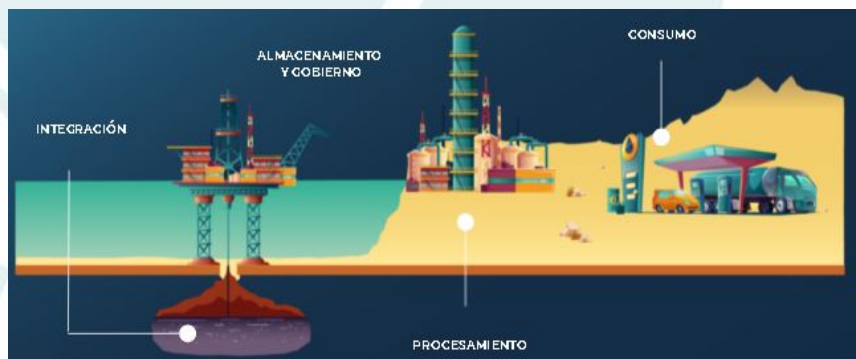 CONSUMO
ALMACENAMIENTO
Y GOBIERNO
INTEGRACIÓN
PROCESAMIENTO